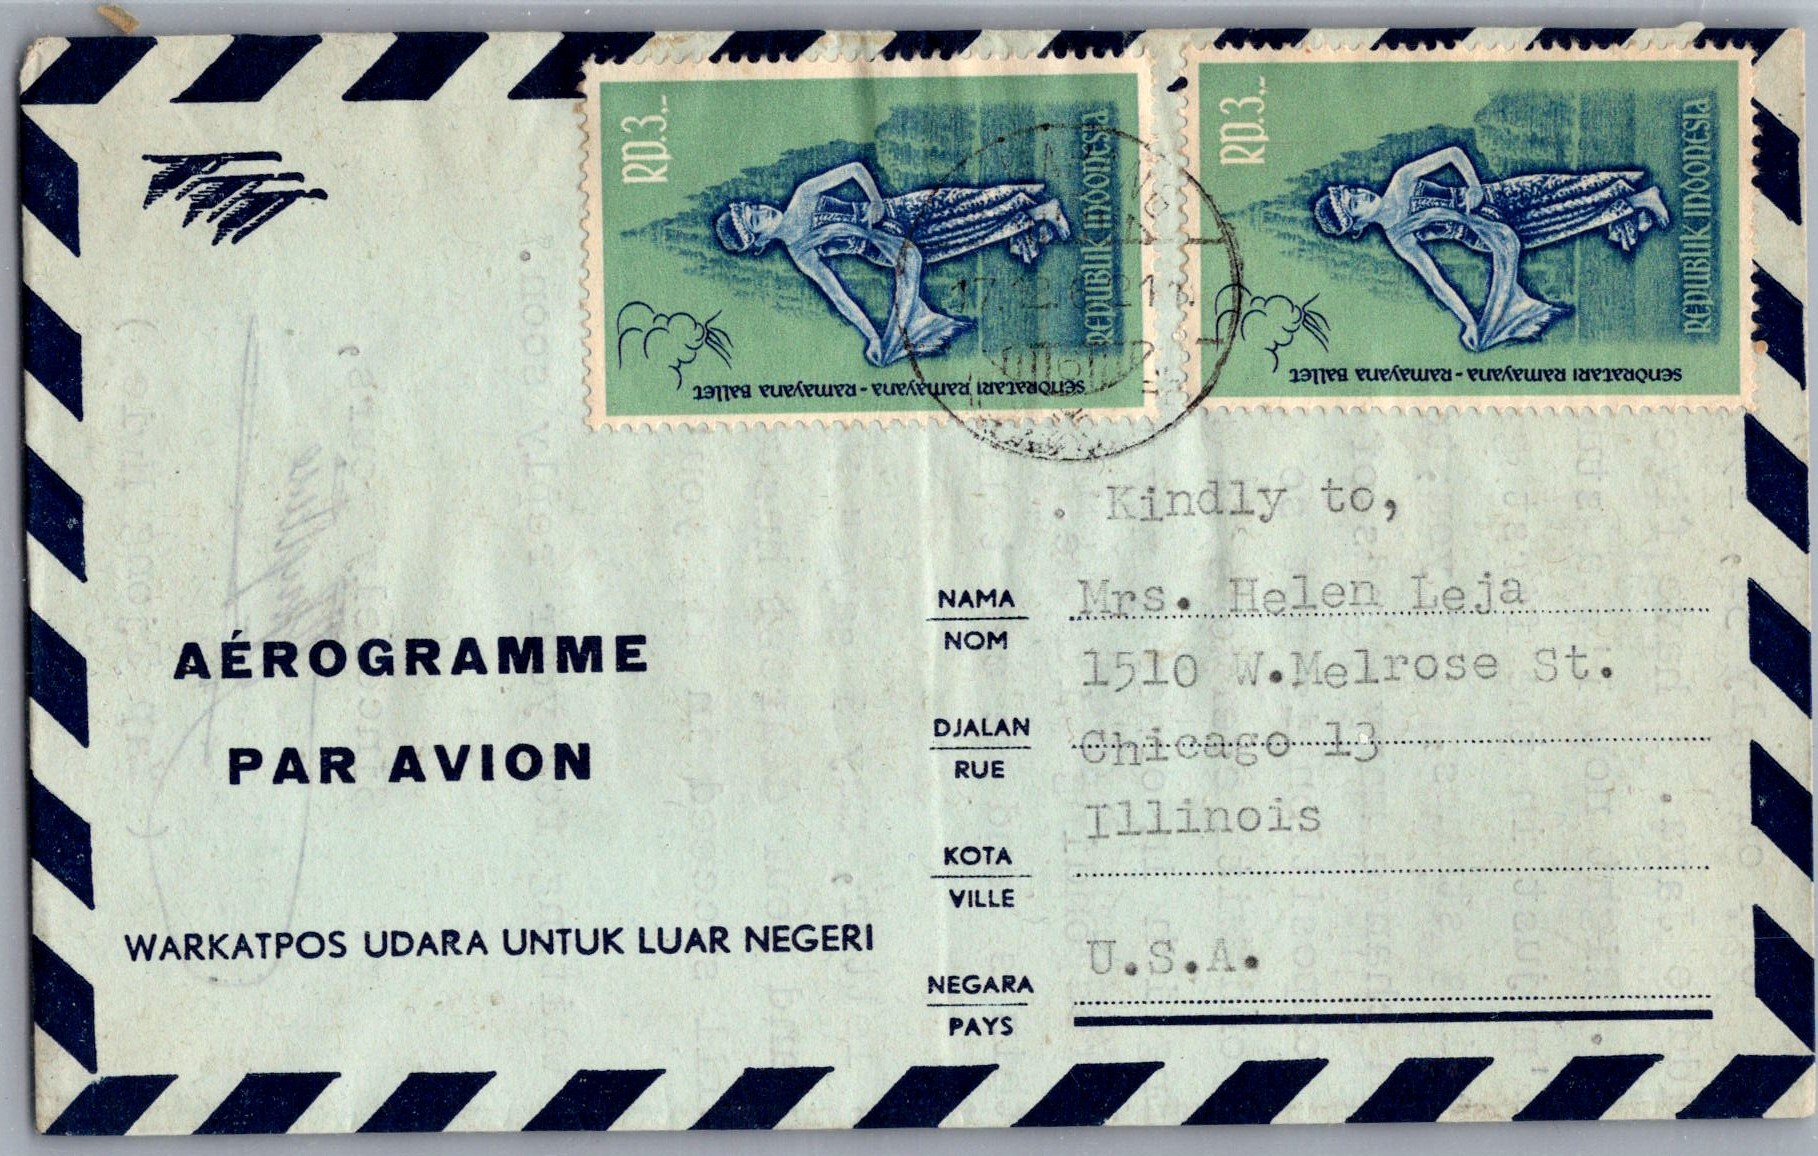 RP.3,-
REPUBLIK INDONESIA
SENDRATARI RAMAYANA - RAMAYANA BALLET
RP.3,-
REPUBLIK INDONESIA
SENDRATARI RAMAYANA - RAMAYANA BALLET
. Kindly to,
NAMA
NOM
Mrs. Helen Leja
1510 W.Melrose St.
DJALAN
RUE
Chicago 13
Illinois
KOTA
VILLE
U.S.A.
NEGARA
PAYS
AÉROGRAMME
PAR AVION
WARKATPOS UDARA UNTUK LUAR NEGERI